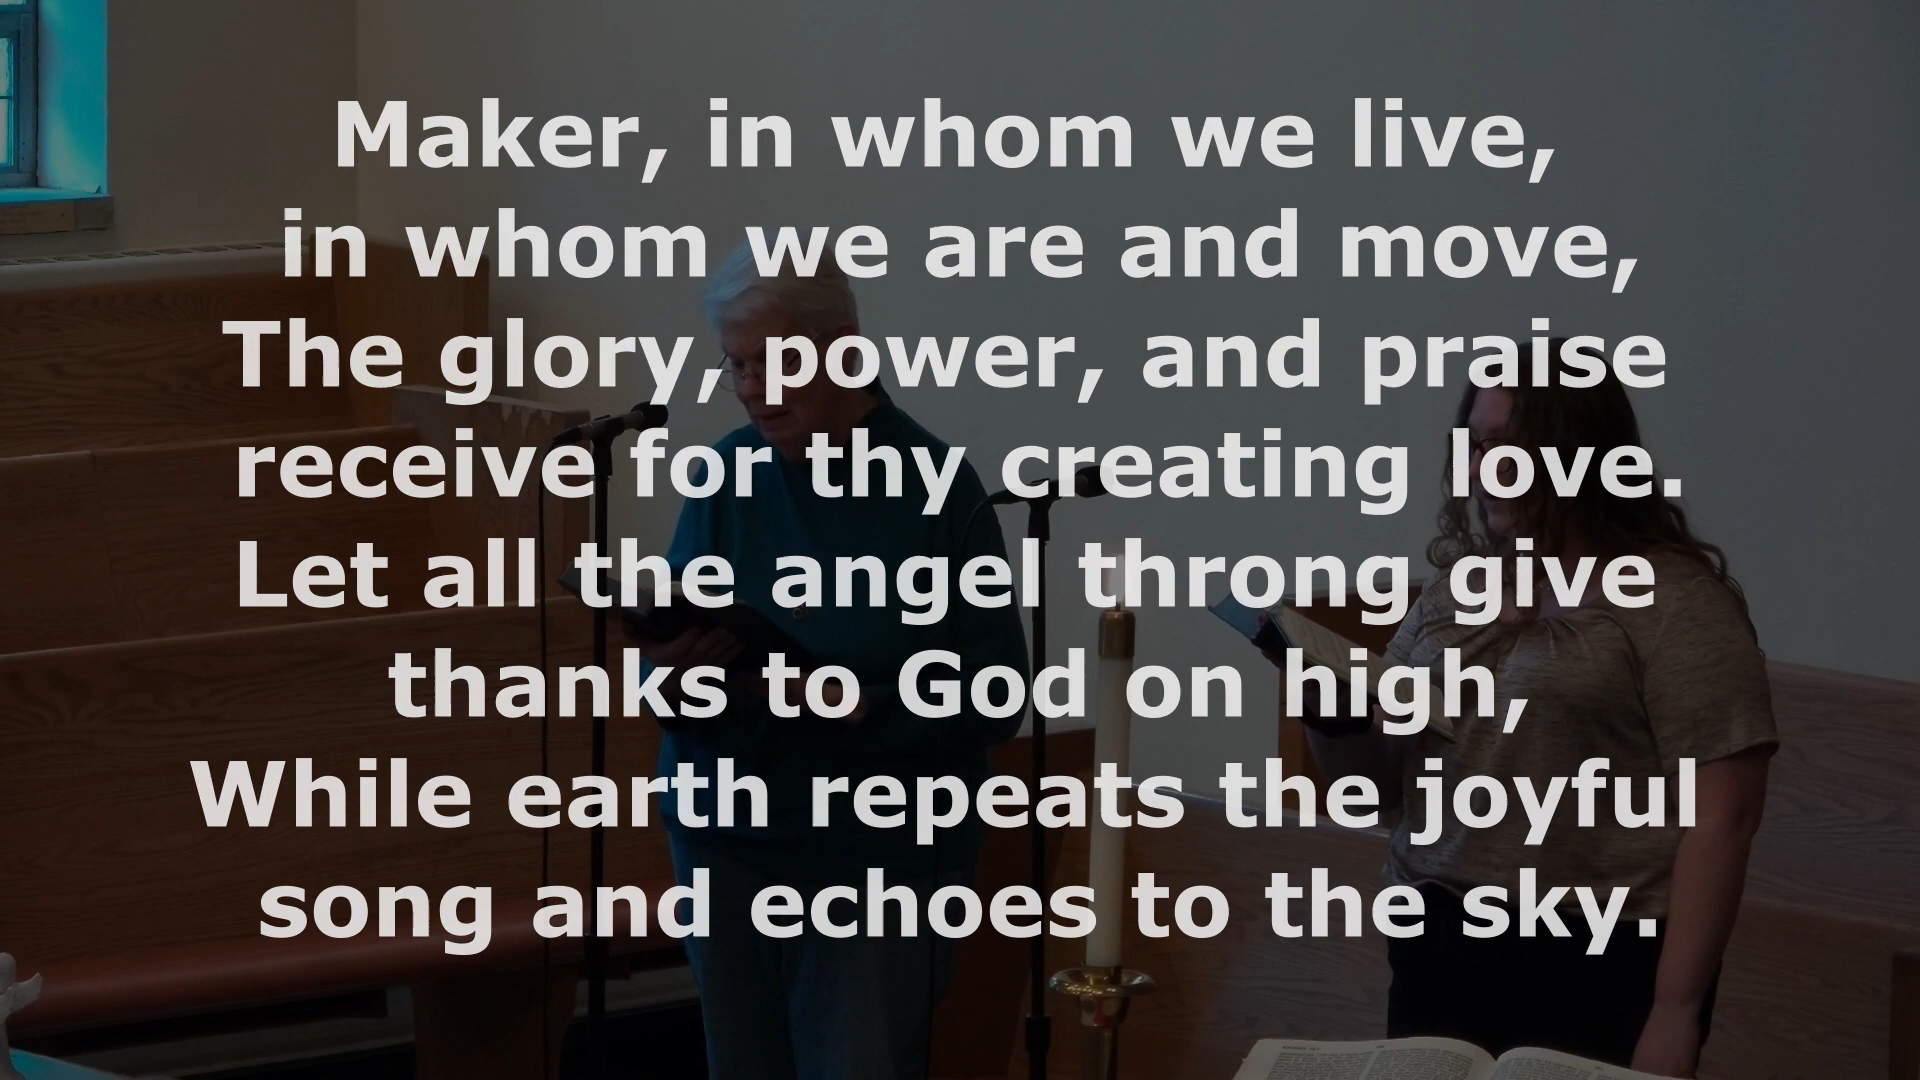 Maker, in whom we live,
in whom we are and move,
The glory, power, and praise
receive for thy creating love.
Let all the angel throng give
thanks to God on high,
While earth repeats the joyful
song and echoes to the sky.